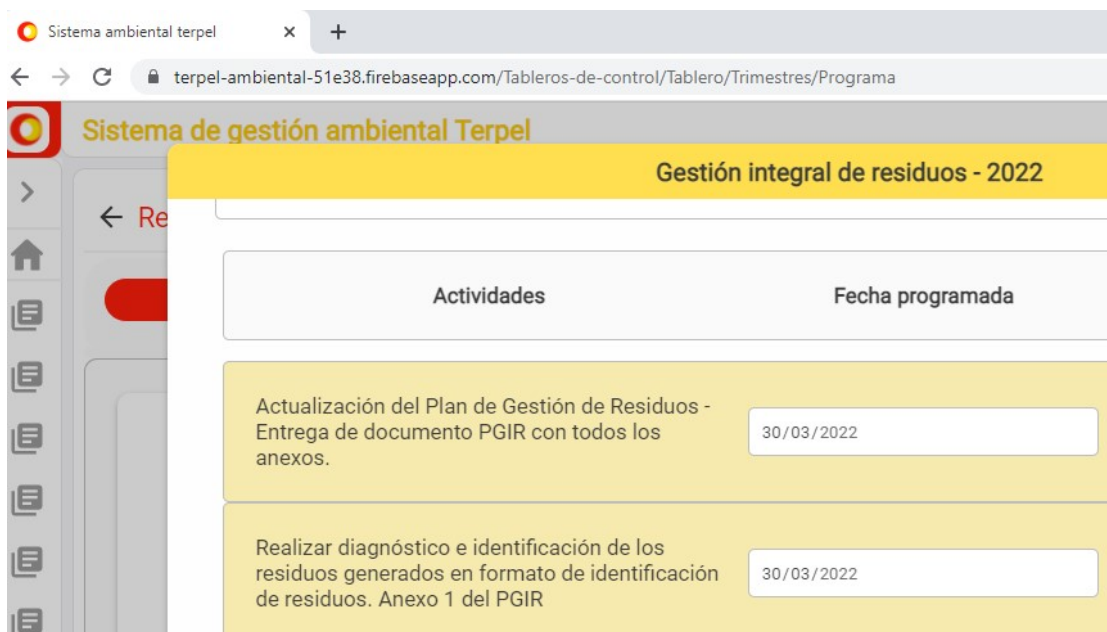 Sistema ambiental terpel
terpel-ambiental-51e38.firebaseapp.com/Tableros-de-control/Tablero/Trimestres/Programa
Sistema de gestión ambiental Terpel
Gestión integral de residuos - 2022
Re
Actividades
Fecha programada
Actualización del Plan de Gestión de Residuos -
Entrega de documento PGIR con todos los
anexos.
30/03/2022
Realizar diagnóstico e identificación de los
residuos generados en formato de identificación
de residuos. Anexo 1 del PGIR
30/03/2022